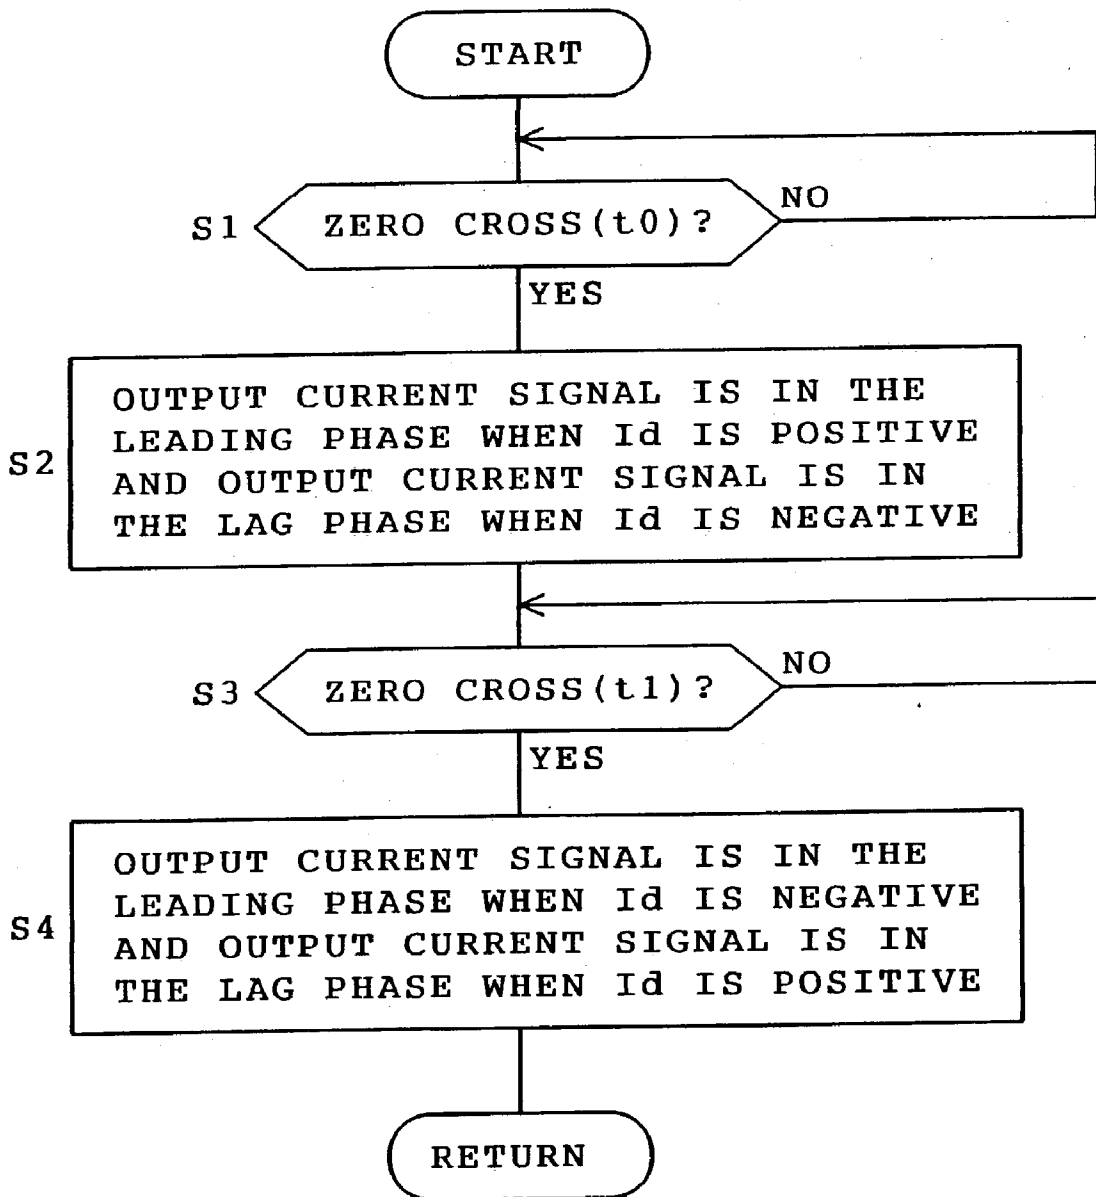 START
NO
S1
ZERO CROSS(t0)?
YES
OUTPUT CURRENT SIGNAL IS IN THE
LEADING PHASE WHEN Id IS POSITIVE
S2
AND OUTPUT CURRENT SIGNAL IS IN
THE LAG PHASE WHEN Id IS NEGATIVE
NO
S3
ZERO CROSS(t1)?
YES
OUTPUT CURRENT SIGNAL IS IN THE
LEADING PHASE WHEN Id IS NEGATIVE
S4
AND OUTPUT CURRENT SIGNAL IS IN
THE LAG PHASE WHEN Id IS POSITIVE
RETURN